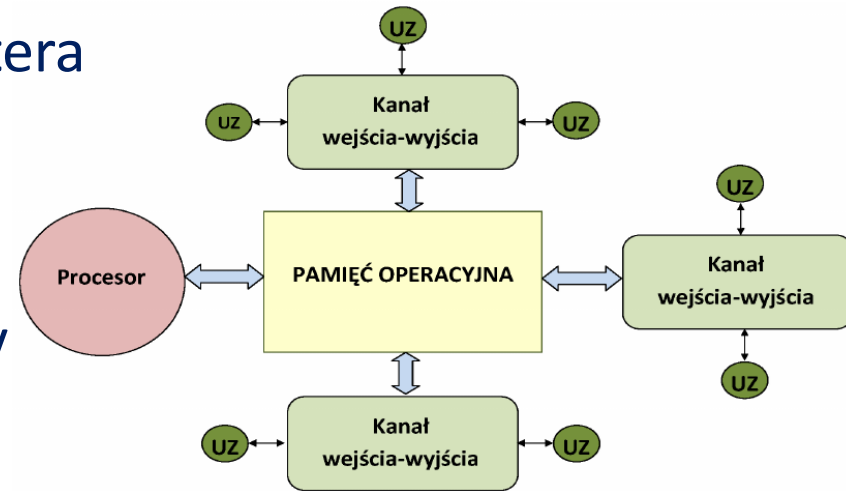 tera
UZ
Kanał
wejścia-wyjścia
UZ
UZ
UZ
Procesor
PAMIĘĆ OPERACYJNA
Kanał
wejścia-wyjścia
UZ
Kanał
wejścia-wyjścia
UZ
UZ